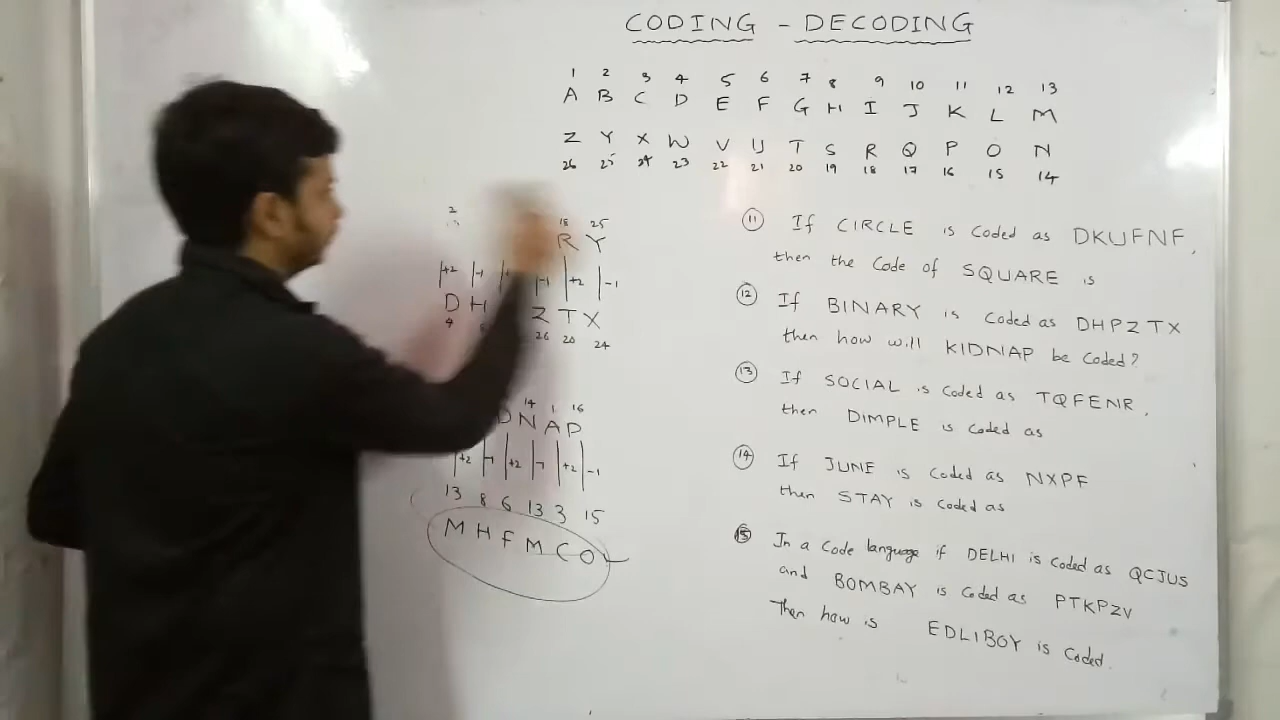 CODING - DECODING
1 2 3 4 5 6 7 8 9 10 11 12 13
A B C D E F G H I J K L M
Z Y X W V U T S R Q P O N
26 25 24 23 22 21 20 19 18 17 16 15 14
2 18 25
R Y
+2 -1 -1 +2 -1
D H Z T X
4 26 20 24
14 1 16
D N A P
+2 -1 +2 -1 +2 -1
13 8 6 13 3 15
M H F M C O
11 If CIRCLE is coded as DKUFNF,
then the code of SQUARE is
12 If BINARY is coded as DHPZTX
then how will KIDNAP be coded?
13 If SOCIAL is coded as TQFENR,
then DIMPLE is coded as
14 If JUNE is coded as NXPF
then STAY is coded as
15 In a code language if DELHI is coded as QCJUS
and BOMBAY is coded as PTKPZV
Then how is EDLIBOY is coded.